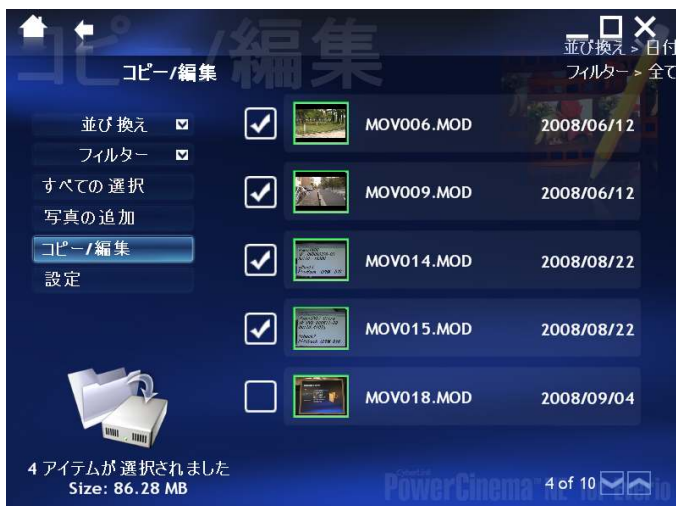 コピー/編集
並び換え > 日付
コピー/編集
フィルター > 全て
並び換え
フィルター
すべての選択
写真の追加
コピー/編集
設定
MOV006.MOD 2008/06/12
MOV009.MOD 2008/06/12
MOV014.MOD 2008/08/22
MOV015.MOD 2008/08/22
MOV018.MOD 2008/09/04
4 アイテムが選択されました
Size: 86.28 MB
4 of 10
CyberLink
PowerCinema NE for Everio